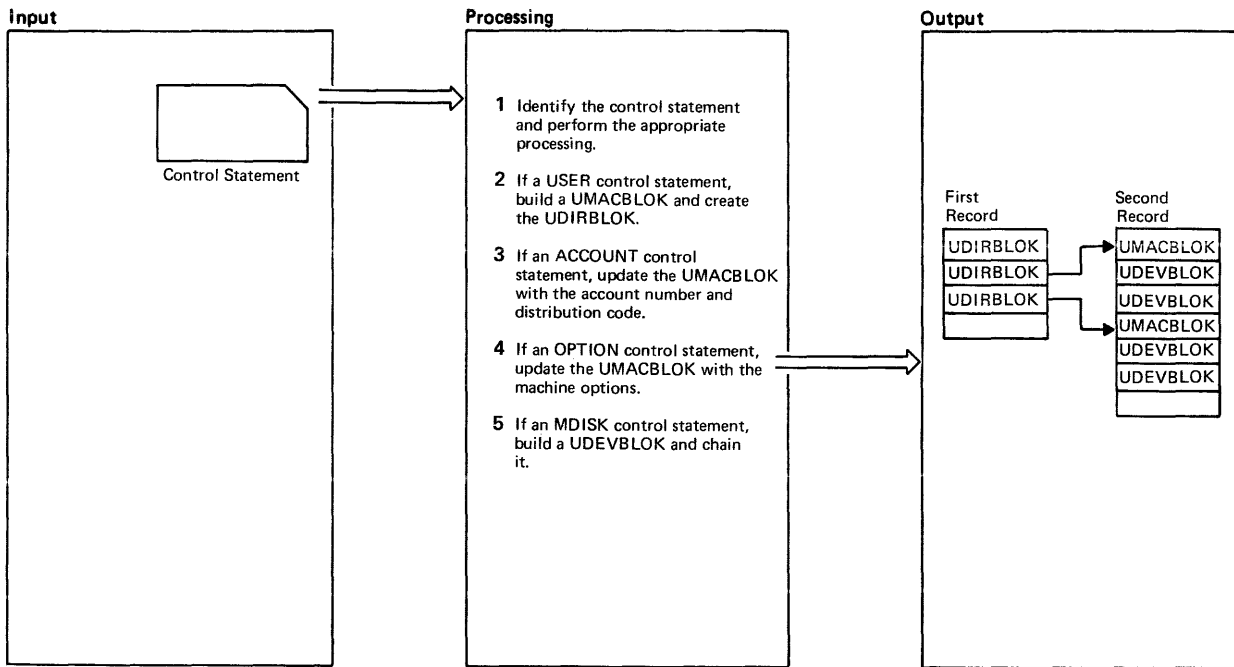 Input
Control Statement
Processing
1 Identify the control statement
and perform the appropriate
processing.
2 If a USER control statement,
build a UMACBLOK and create
the UDIRBLOK.
3 If an ACCOUNT control
statement, update the UMACBLOK
with the account number and
distribution code.
4 If an OPTION control statement,
update the UMACBLOK with the
machine options.
5 If an MDISK control statement,
build a UDEVBLOK and chain
it.
Output
First
Record
UDIRBLOK
UDIRBLOK
UDIRBLOK
Second
Record
UMACBLOK
UDEVBLOK
UDEVBLOK
UMACBLOK
UDEVBLOK
UDEVBLOK